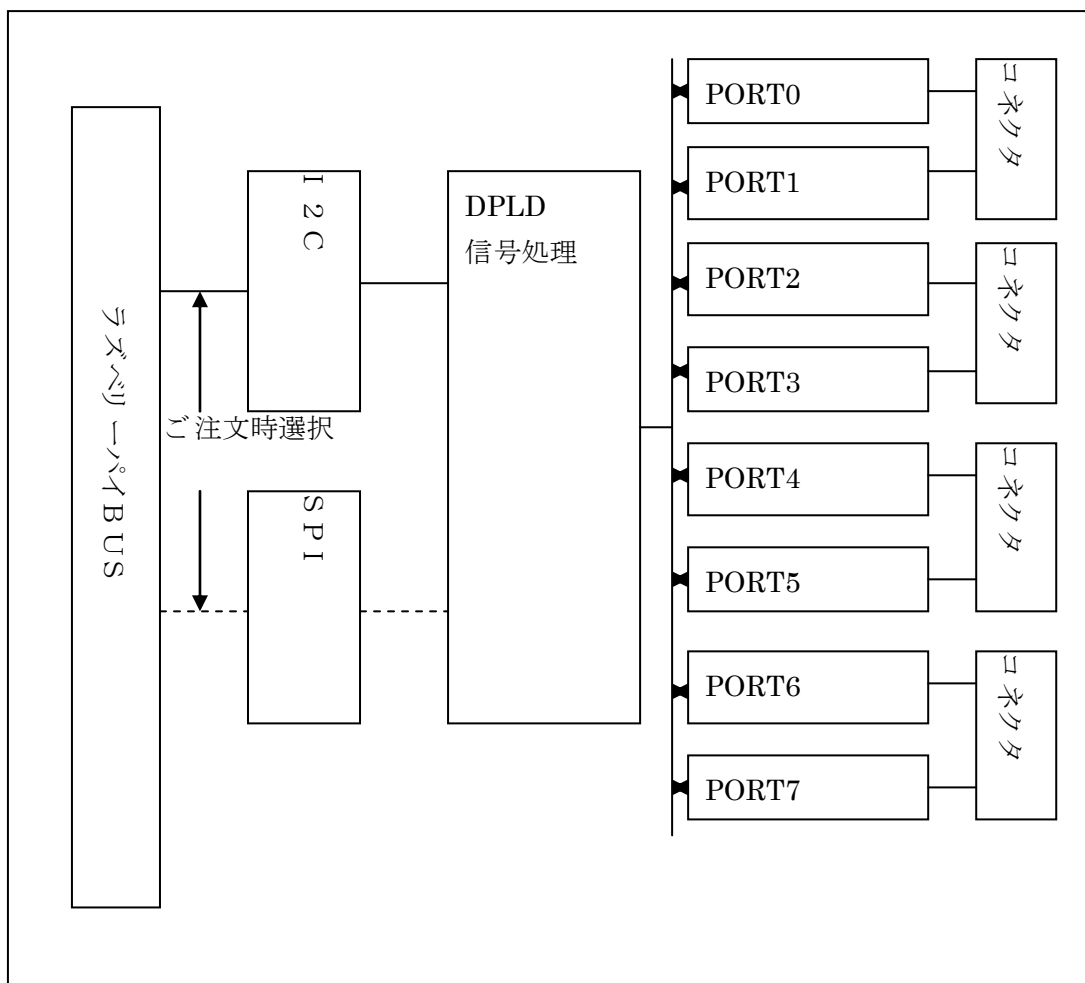 ラズベリーパイBUS
I2C
ご注文時選択
SPI
DPLD
信号処理
PORT0
PORT1
コネクタ
PORT2
PORT3
コネクタ
PORT4
PORT5
コネクタ
PORT6
PORT7
コネクタ